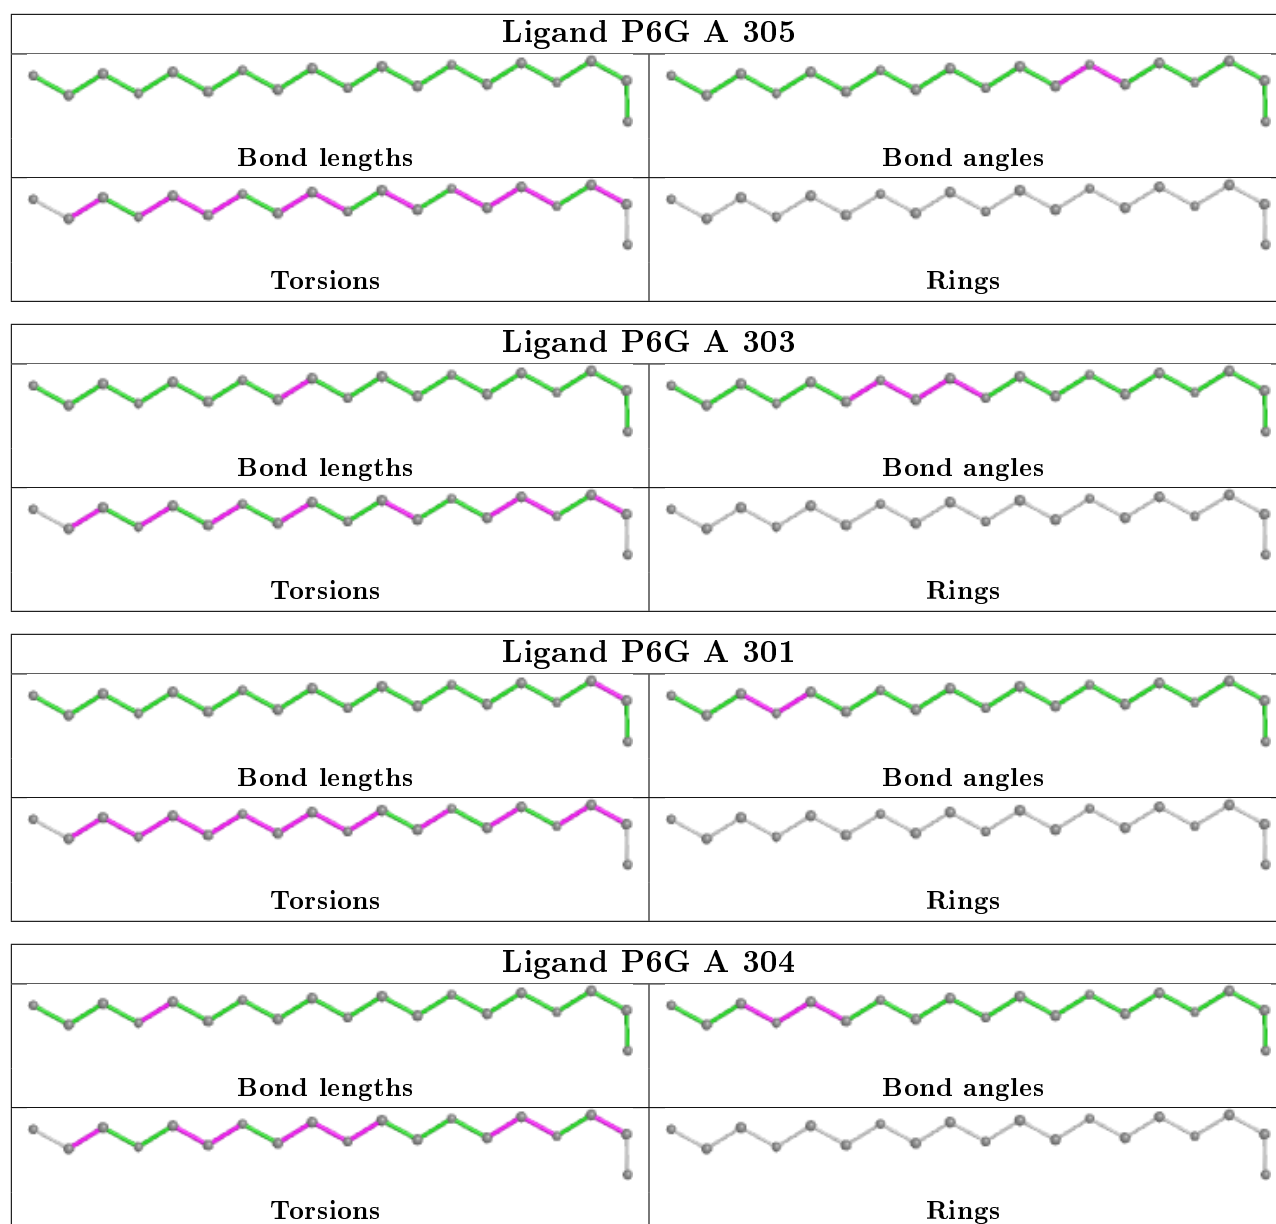 Ligand P6G A 305
Bond lengths
Bond angles
Torsions
Rings
Ligand P6G A 303
Bond lengths
Bond angles
Torsions
Rings
Ligand P6G A 301
Bond lengths
Bond angles
Torsions
Rings
Ligand P6G A 304
Bond lengths
Bond angles
Torsions
Rings